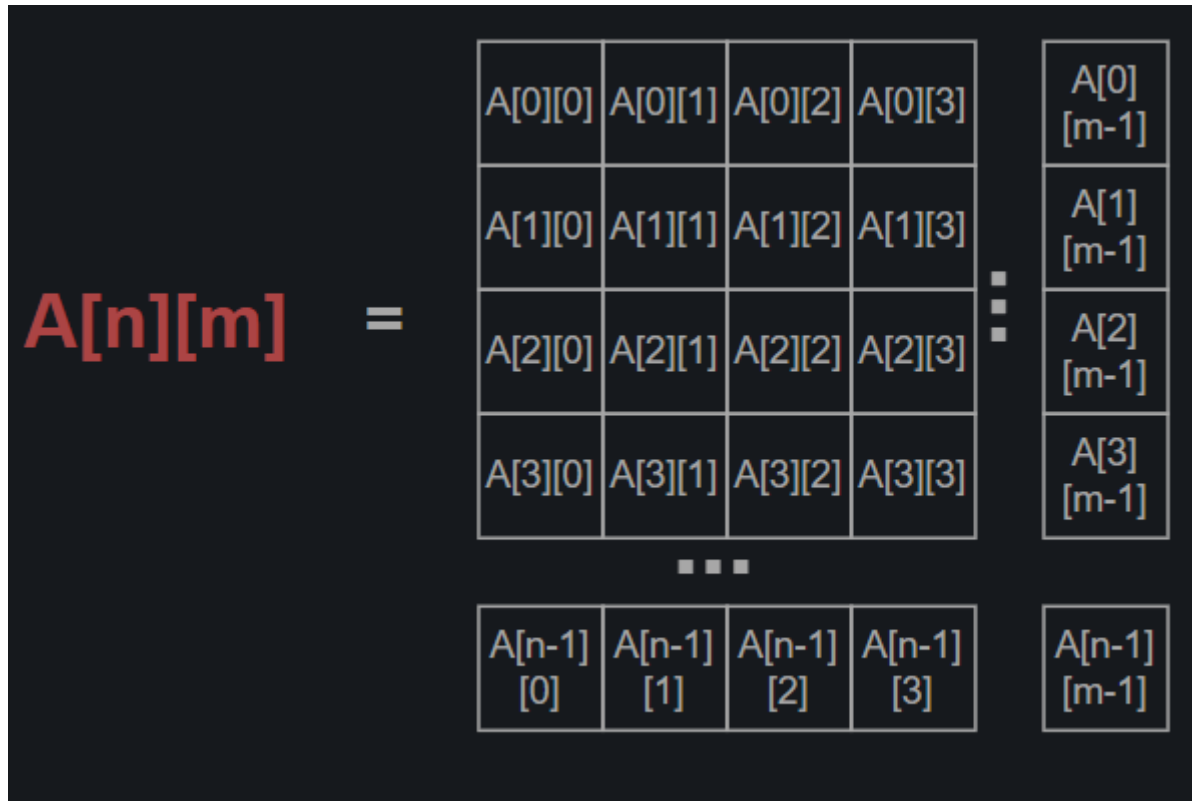 A[0][0] A[0][1] A[0][2] A[0][3] A[0]
[m-1]
A[1][0] A[1][1] A[1][2] A[1][3] A[1]
[m-1]
A[n][m] =
A[2][0] A[2][1] A[2][2] A[2][3] A[2]
[m-1]
A[3][0] A[3][1] A[3][2] A[3][3] A[3]
[m-1]
...
A[n-1] A[n-1] A[n-1] A[n-1] A[n-1]
[0] [1] [2] [3] [m-1]